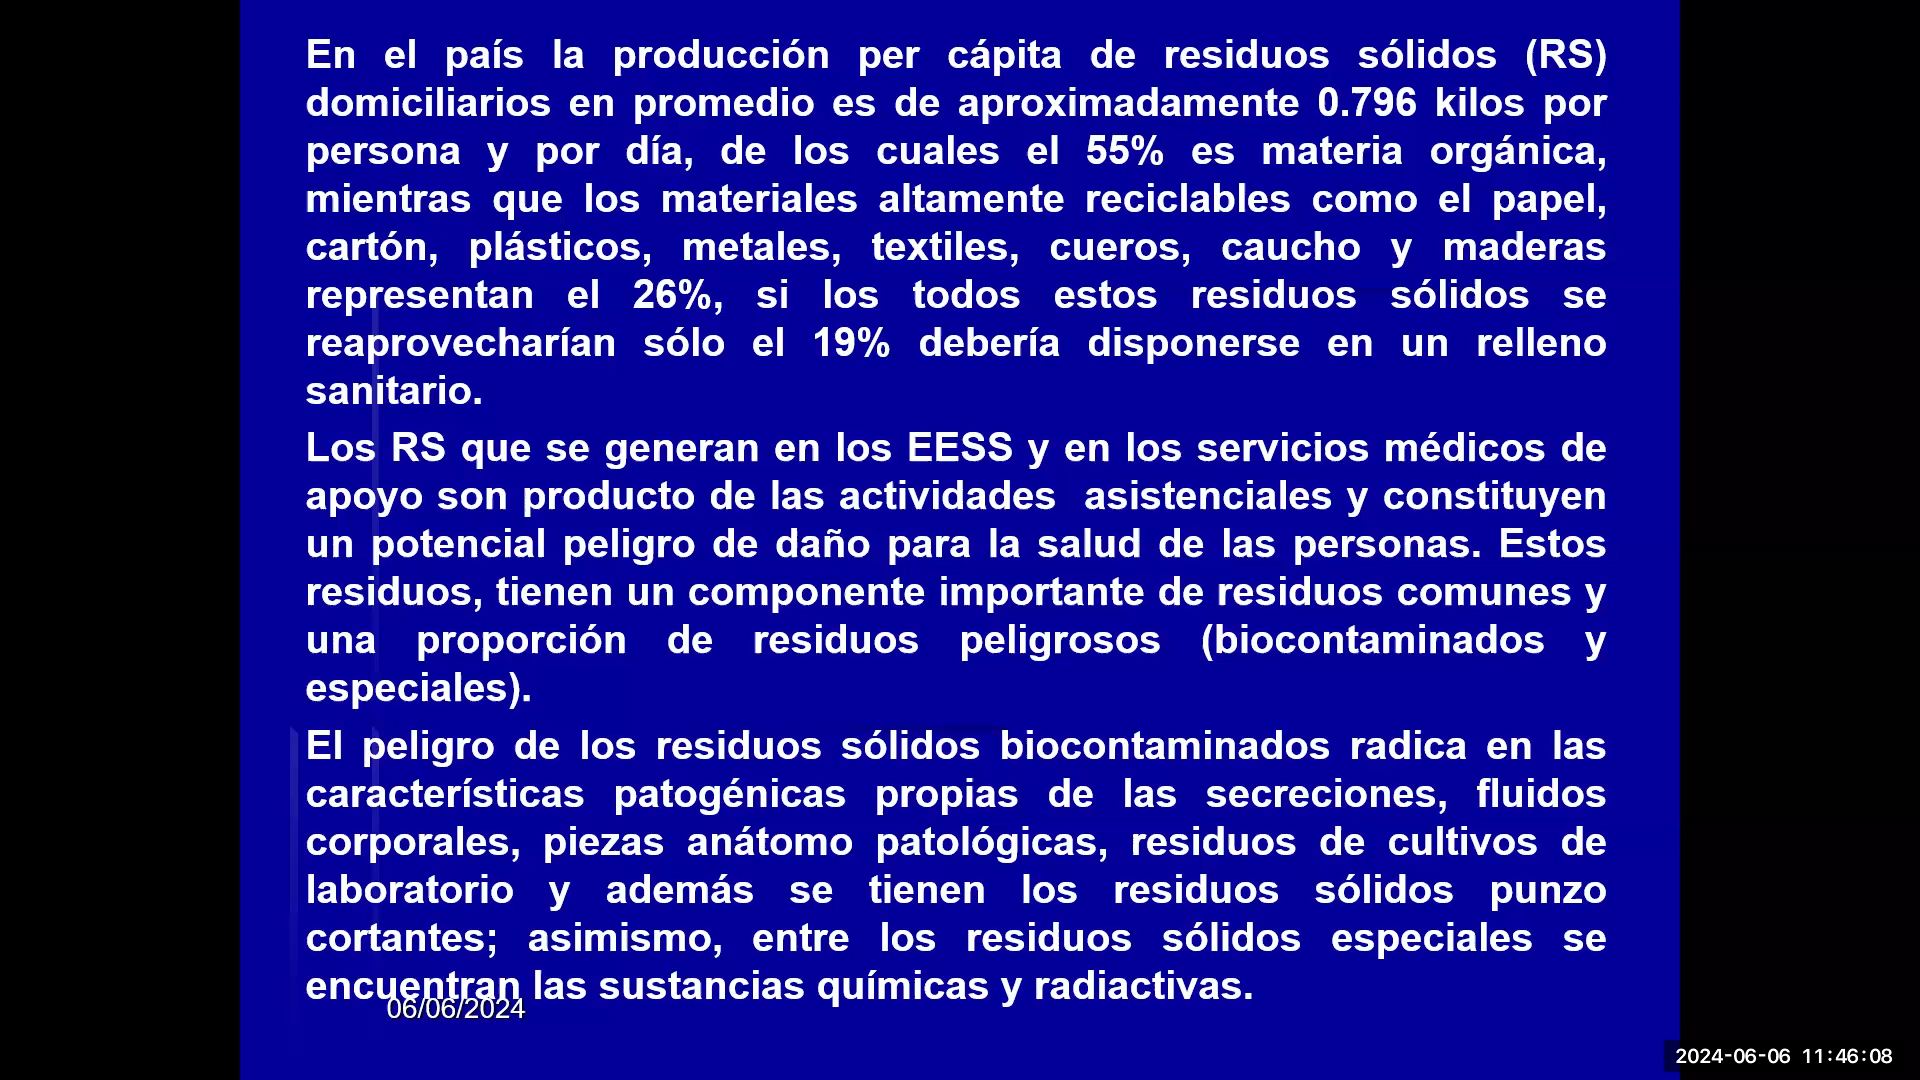 En el país la producción per cápita de residuos sólidos (RS)
domiciliarios en promedio es de aproximadamente 0.796 kilos por
persona y por día, de los cuales el 55% es materia orgánica,
mientras que los materiales altamente reciclables como el papel,
cartón, plásticos, metales, textiles, cueros, caucho y maderas
representan el 26%, si los todos estos residuos sólidos se
reaprovecharían sólo el 19% debería disponerse en un relleno
sanitario.
Los RS que se generan en los EESS y en los servicios médicos de
apoyo son producto de las actividades asistenciales y constituyen
un potencial peligro de daño para la salud de las personas. Estos
residuos, tienen un componente importante de residuos comunes y
una proporción de residuos peligrosos (biocontaminados y
especiales).
El peligro de los residuos sólidos biocontaminados radica en las
características patogénicas propias de las secreciones, fluidos
corporales, piezas anátomo patológicas, residuos de cultivos de
laboratorio y además se tienen los residuos sólidos punzo
cortantes; asimismo, entre los residuos sólidos especiales se
encuentran las sustancias químicas y radiactivas.
06/06/2024
2024-06-06 11:46:08